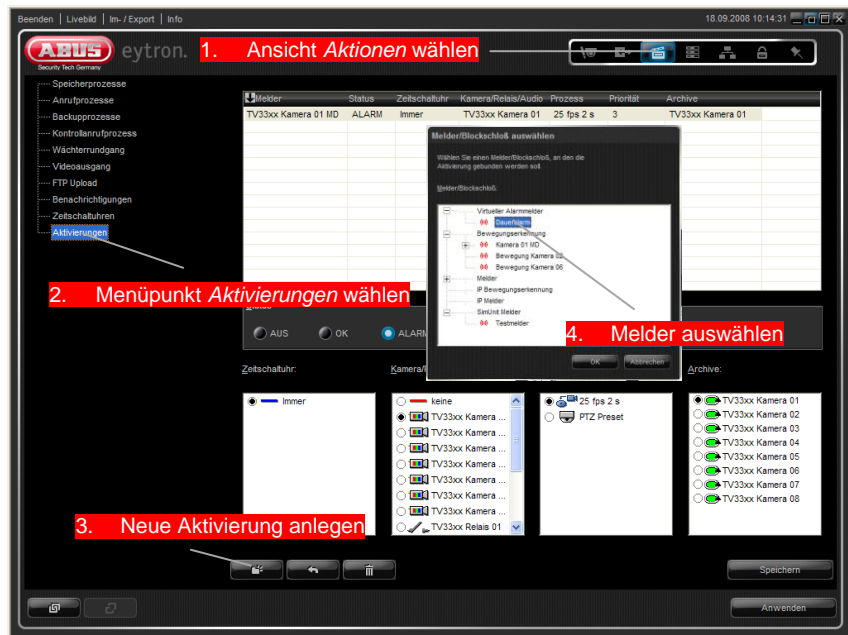 Beenden | Livebild | Im- / Export | Info 18.09.2008 10:14:31
ABUS eytron.
Security Tech Germany
1. Ansicht Aktionen wählen
Speicherprozesse
Anrufprozesse
Backupprozesse
Kontrollanrufprozess
Wächterrundgang
Videoausgang
FTP Upload
Benachrichtigungen
Zeitschaltuhren
Aktivierungen
Melder Status Zeitschaltuhr Kamera/Relais/Audio Prozess Priorität Archive
TV33xx Kamera 01 MD ALARM Immer TV33xx Kamera 01 25 fps 2 s 3 TV33xx Kamera 01
Melder/Blockschloß auswählen
Wählen Sie einen Melder/Blockschloß, an den die
Aktivierung gebunden werden soll
Melder/Blockschloß:
Virtueller Alarmmelder
Daueralarm
Bewegungserkennung
Kamera 01 MD
Bewegung Kamera 02
Bewegung Kamera 06
Melder
IP Bewegungserkennung
IP Melder
SimUnit Melder
Testmelder
OK Abbrechen
2. Menüpunkt Aktivierungen wählen
4. Melder auswählen
Status
AUS OK ALARM
Zeitschaltuhr:
Immer
Kamera/
keine
TV33xx Kamera ...
TV33xx Kamera ...
TV33xx Kamera ...
TV33xx Kamera ...
TV33xx Kamera ...
TV33xx Kamera ...
TV33xx Kamera ...
TV33xx Relais 01
25 fps 2 s
PTZ Preset
Archive:
TV33xx Kamera 01
TV33xx Kamera 02
TV33xx Kamera 03
TV33xx Kamera 04
TV33xx Kamera 05
TV33xx Kamera 06
TV33xx Kamera 07
TV33xx Kamera 08
3. Neue Aktivierung anlegen
Speichern
Anwenden